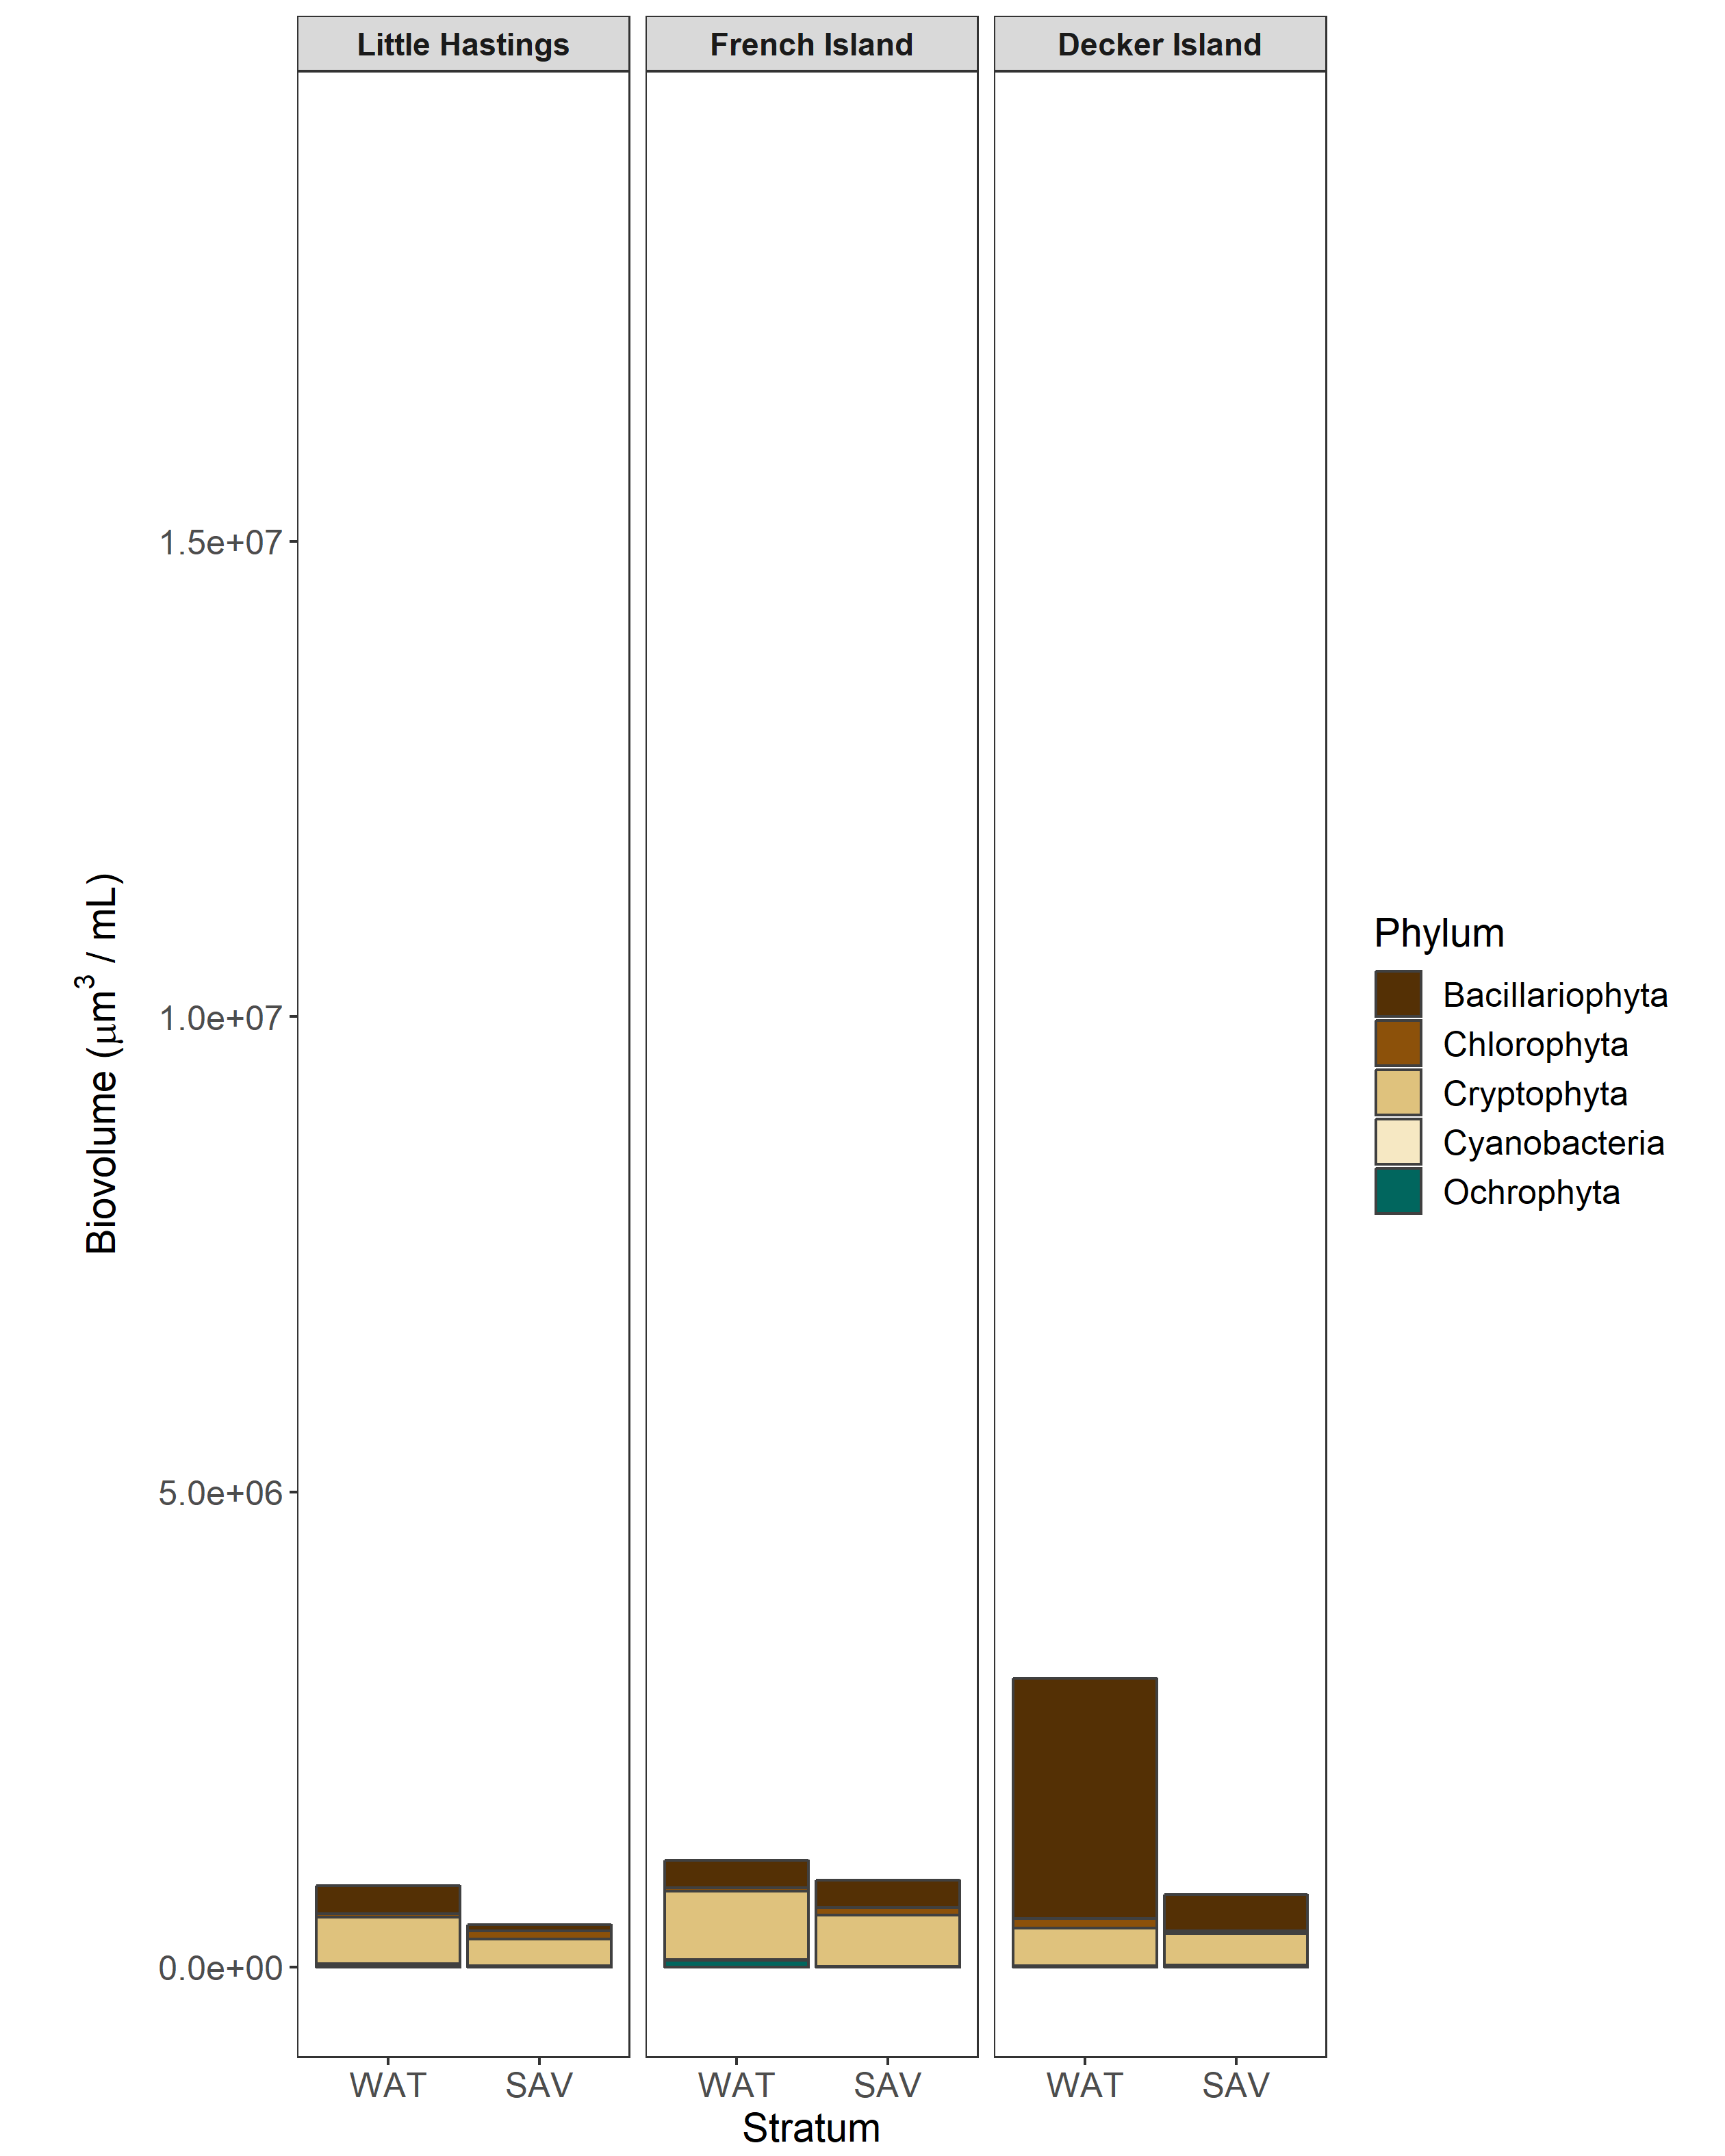 Little Hastings French Island Decker Island
1.5e+07
1.0e+07
5.0e+06
0.0e+00
Biovolume (μm³ / mL)
WAT SAV WAT SAV WAT SAV
Stratum
Phylum
Bacillariophyta
Chlorophyta
Cryptophyta
Cyanobacteria
Ochrophyta